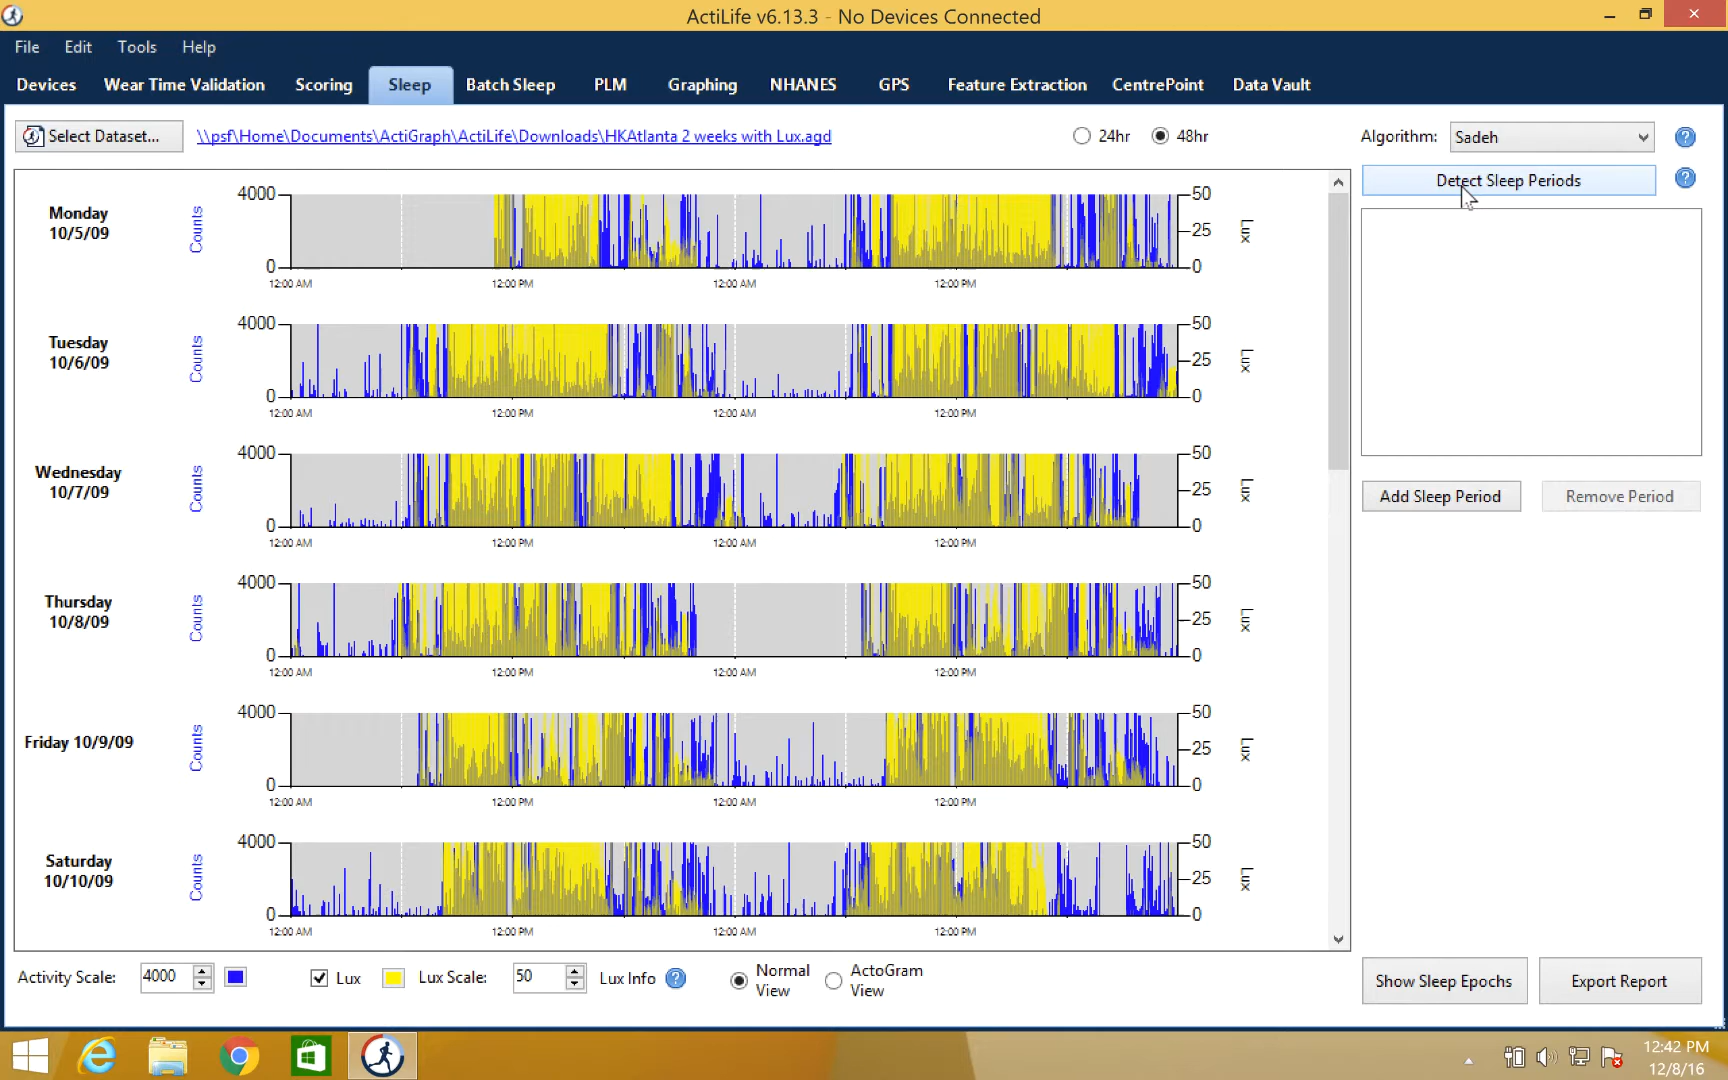 ActiLife v6.13.3 - No Devices Connected
File Edit Tools Help
Devices Wear Time Validation Scoring Sleep Batch Sleep PLM Graphing NHANES GPS Feature Extraction CentrePoint Data Vault
Select Dataset... \\psf\Home\Documents\ActiGraph\ActiLife\Downloads\HKAtlanta 2 weeks with Lux.agd 24hr 48hr Algorithm: Sadeh ?
Detect Sleep Periods ?
Monday
10/5/09
Counts
4000
0
50
25
0
Lux
12:00 AM 12:00 PM 12:00 AM 12:00 PM
Tuesday
10/6/09
Counts
4000
0
50
25
0
Lux
12:00 AM 12:00 PM 12:00 AM 12:00 PM
Wednesday
10/7/09
Counts
4000
0
50
25
0
Lux
12:00 AM 12:00 PM 12:00 AM 12:00 PM
Add Sleep Period Remove Period
Thursday
10/8/09
Counts
4000
0
50
25
0
Lux
12:00 AM 12:00 PM 12:00 AM 12:00 PM
Friday 10/9/09
Counts
4000
0
50
25
0
Lux
12:00 AM 12:00 PM 12:00 AM 12:00 PM
Saturday
10/10/09
Counts
4000
0
50
25
0
Lux
12:00 AM 12:00 PM 12:00 AM 12:00 PM
Activity Scale: 4000 Lux Lux Scale: 50 Lux Info ? Normal
View
ActoGram
View
Show Sleep Epochs Export Report
12:42 PM
12/8/16